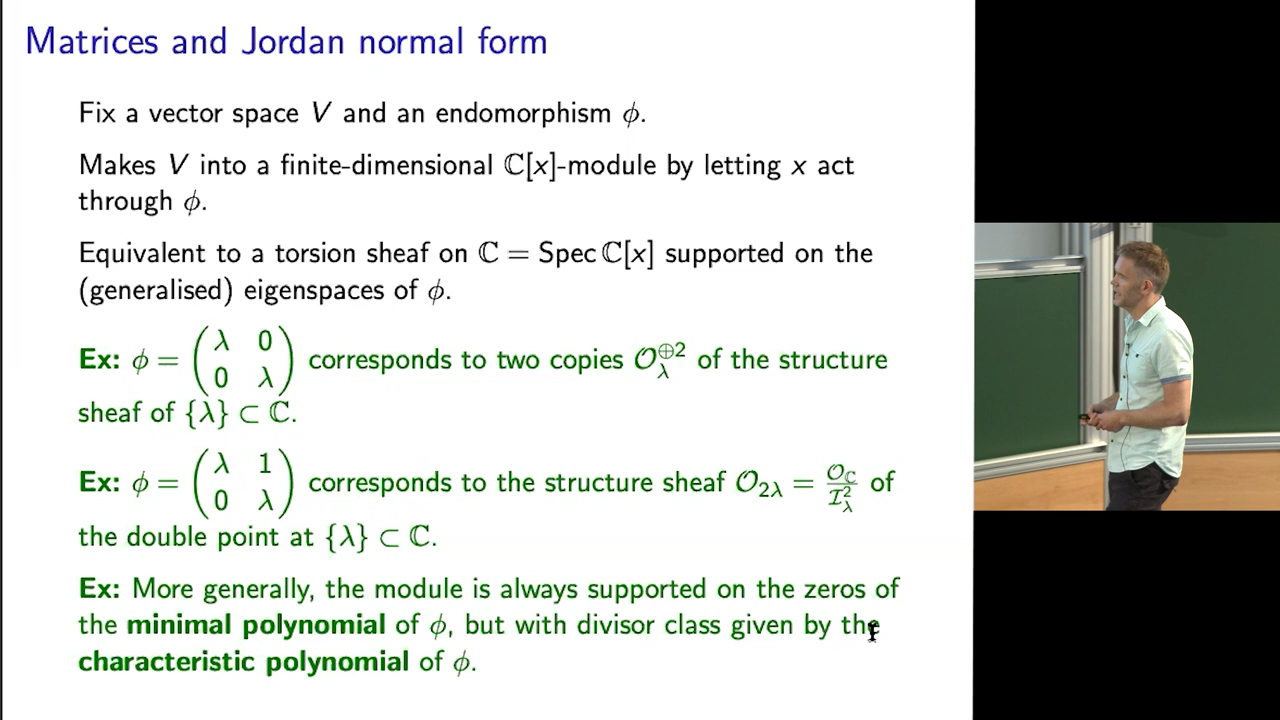 Matrices and Jordan normal form
Fix a vector space V and an endomorphism ϕ.
Makes V into a finite-dimensional ℂ[x]-module by letting x act
through ϕ.
Equivalent to a torsion sheaf on ℂ = Spec ℂ[x] supported on the
(generalised) eigenspaces of ϕ.
Ex: ϕ = (λ 0; 0 λ) corresponds to two copies 𝒪_λ^{⊕2} of the structure
sheaf of {λ} ⊂ ℂ.
Ex: ϕ = (λ 1; 0 λ) corresponds to the structure sheaf 𝒪_{2λ} = 𝒪_ℂ/ℐ_λ^2 of
the double point at {λ} ⊂ ℂ.
Ex: More generally, the module is always supported on the zeros of
the minimal polynomial of ϕ, but with divisor class given by the
characteristic polynomial of ϕ.